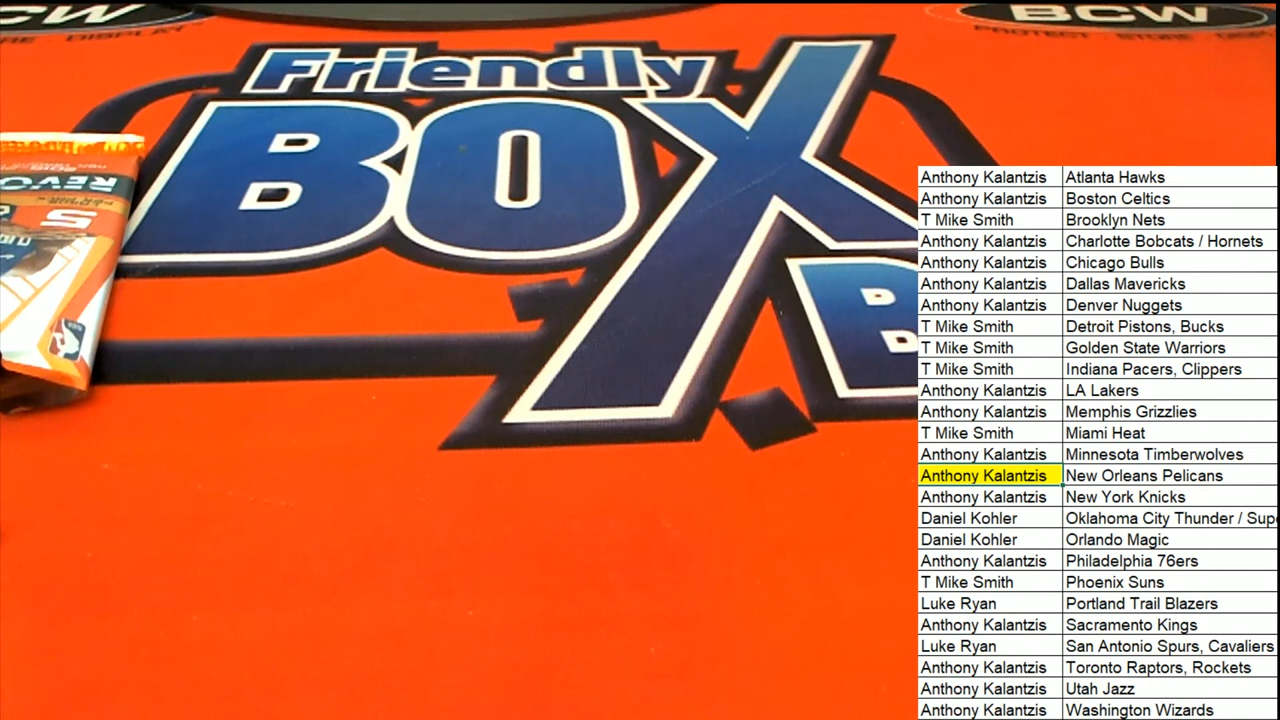 BCW
BCW
PROTECT STORE
DISPLAY
Friendly
BOX
B
REVO
5
Anthony Kalantzis Atlanta Hawks
Anthony Kalantzis Boston Celtics
T Mike Smith Brooklyn Nets
Anthony Kalantzis Charlotte Bobcats / Hornets
Anthony Kalantzis Chicago Bulls
Anthony Kalantzis Dallas Mavericks
Anthony Kalantzis Denver Nuggets
T Mike Smith Detroit Pistons, Bucks
T Mike Smith Golden State Warriors
T Mike Smith Indiana Pacers, Clippers
Anthony Kalantzis LA Lakers
Anthony Kalantzis Memphis Grizzlies
T Mike Smith Miami Heat
Anthony Kalantzis Minnesota Timberwolves
Anthony Kalantzis New Orleans Pelicans
Anthony Kalantzis New York Knicks
Daniel Kohler Oklahoma City Thunder / Sup
Daniel Kohler Orlando Magic
Anthony Kalantzis Philadelphia 76ers
T Mike Smith Phoenix Suns
Luke Ryan Portland Trail Blazers
Anthony Kalantzis Sacramento Kings
Luke Ryan San Antonio Spurs, Cavaliers
Anthony Kalantzis Toronto Raptors, Rockets
Anthony Kalantzis Utah Jazz
Anthony Kalantzis Washington Wizards